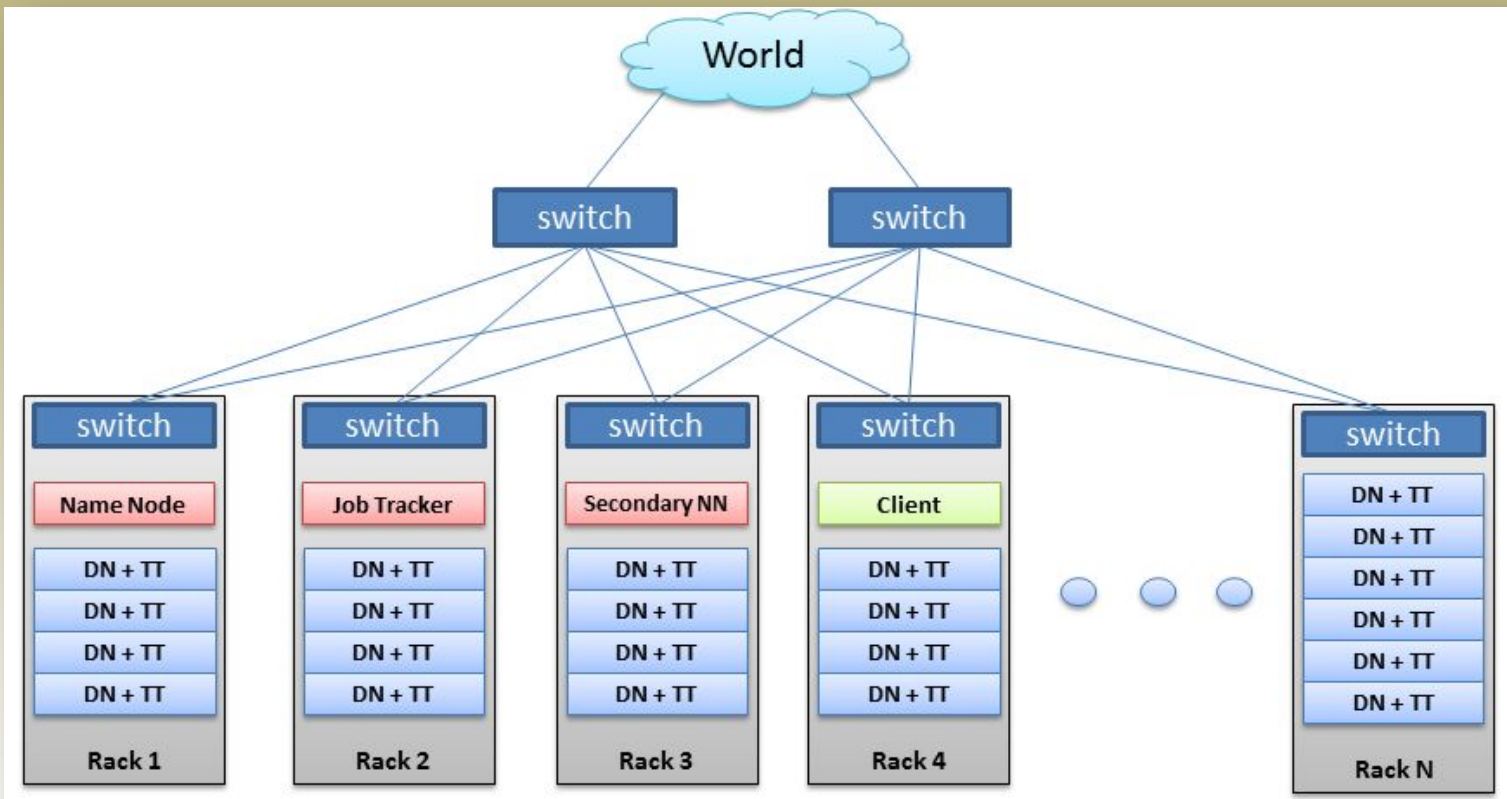 World
switch
switch
switch
Name Node
DN + TT
DN + TT
DN + TT
DN + TT
Rack 1
switch
Job Tracker
DN + TT
DN + TT
DN + TT
DN + TT
Rack 2
switch
Secondary NN
DN + TT
DN + TT
DN + TT
DN + TT
Rack 3
switch
Client
DN + TT
DN + TT
DN + TT
DN + TT
Rack 4
switch
DN + TT
DN + TT
DN + TT
DN + TT
DN + TT
DN + TT
Rack N